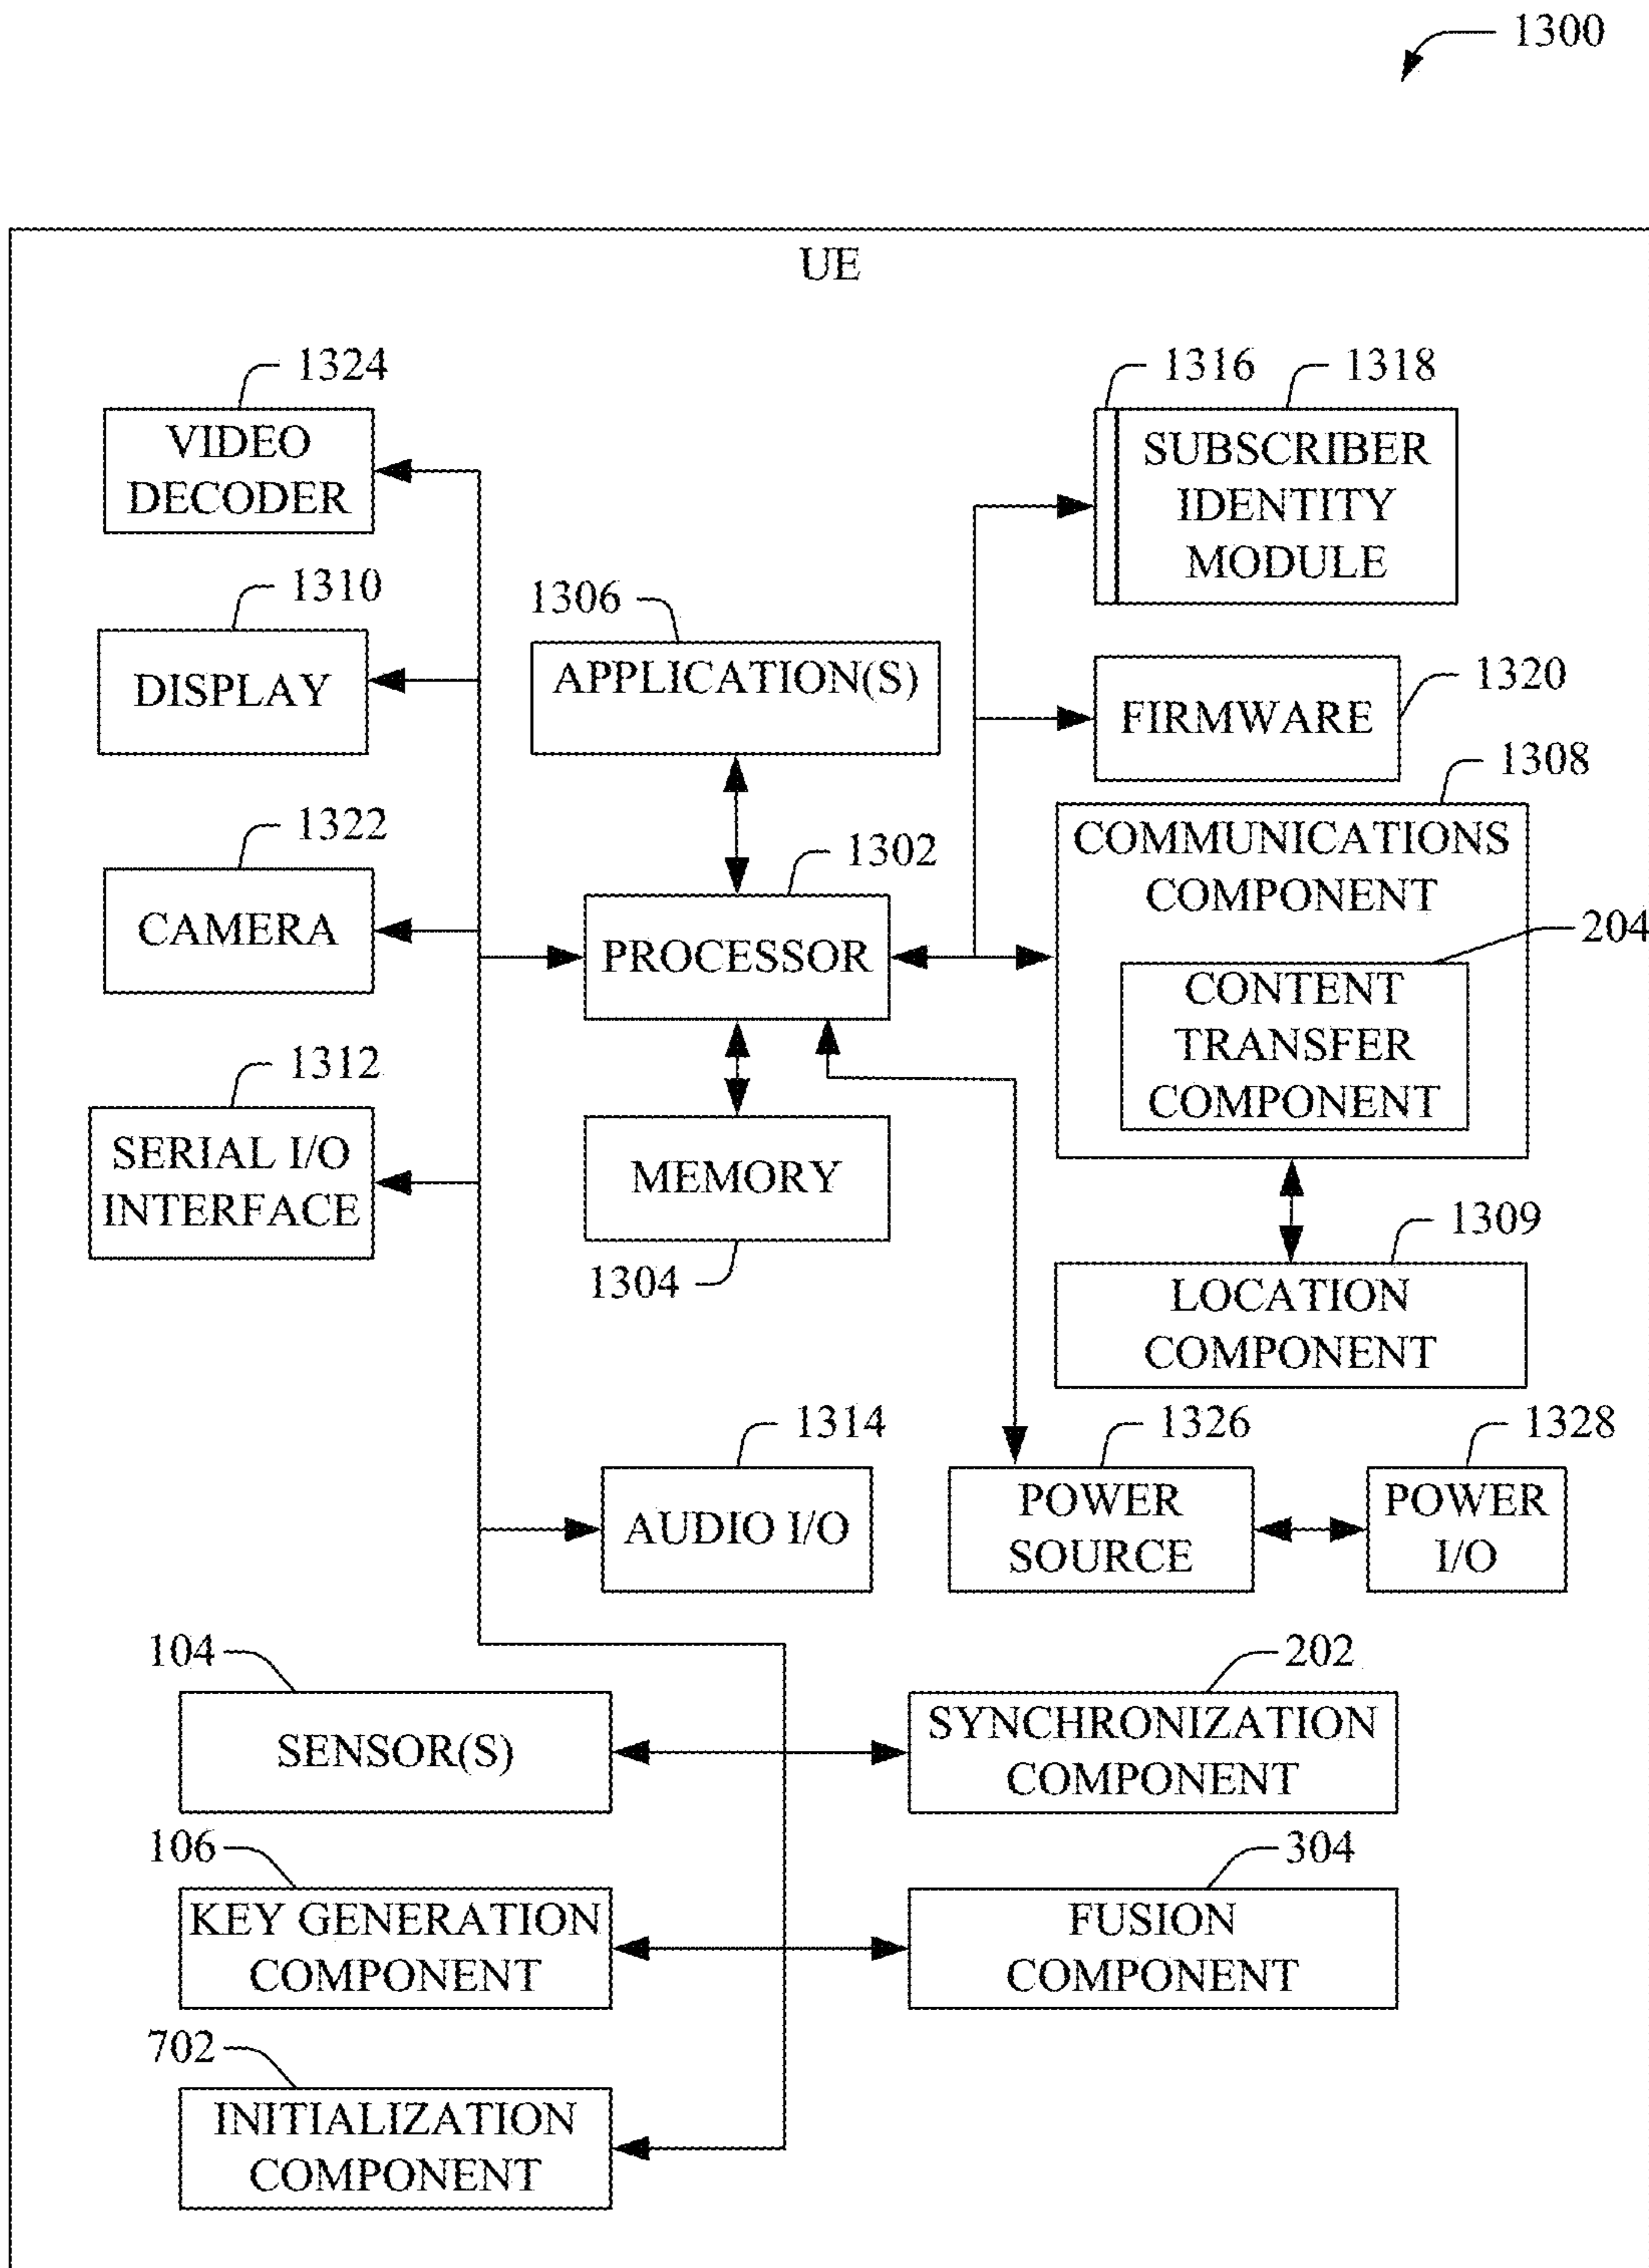 1300
UE
1324
VIDEO
DECODER
1316
1318
SUBSCRIBER
IDENTITY
MODULE
1310
DISPLAY
1306
APPLICATION(S)
FIRMWARE
1320
1308
COMMUNICATIONS
COMPONENT
204
CONTENT
TRANSFER
COMPONENT
1322
CAMERA
1302
PROCESSOR
1312
SERIAL I/O
INTERFACE
MEMORY
1304
1309
LOCATION
COMPONENT
1314
AUDIO I/O
1326
POWER
SOURCE
1328
POWER
I/O
104
SENSOR(S)
202
SYNCHRONIZATION
COMPONENT
106
KEY GENERATION
COMPONENT
304
FUSION
COMPONENT
702
INITIALIZATION
COMPONENT